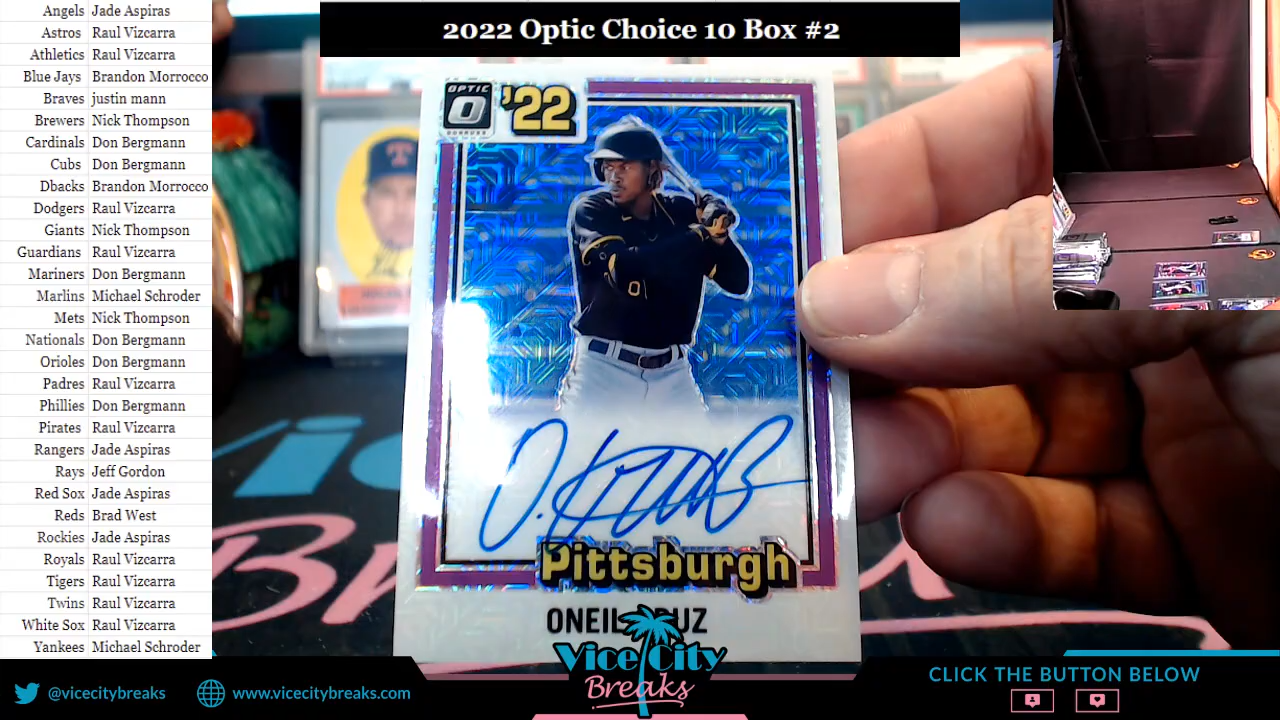 2022 Optic Choice 10 Box #2
Angels Jade Aspiras
Astros Raul Vizcarra
Athletics Raul Vizcarra
Blue Jays Brandon Morrocco
Braves justin mann
Brewers Nick Thompson
Cardinals Don Bergmann
Cubs Don Bergmann
Dbacks Brandon Morrocco
Dodgers Raul Vizcarra
Giants Nick Thompson
Guardians Raul Vizcarra
Mariners Don Bergmann
Marlins Michael Schroder
Mets Nick Thompson
Nationals Don Bergmann
Orioles Don Bergmann
Padres Raul Vizcarra
Phillies Don Bergmann
Pirates Raul Vizcarra
Rangers Jade Aspiras
Rays Jeff Gordon
Red Sox Jade Aspiras
Reds Brad West
Rockies Jade Aspiras
Royals Raul Vizcarra
Tigers Raul Vizcarra
Twins Raul Vizcarra
White Sox Raul Vizcarra
Yankees Michael Schroder
OPTIC
O
DONRUSS
'22
T
O. Cruz
Pittsburgh
ONEIL
Vice City
Breaks
@vicecitybreaks
www.vicecitybreaks.com
CLICK THE BUTTON BELOW